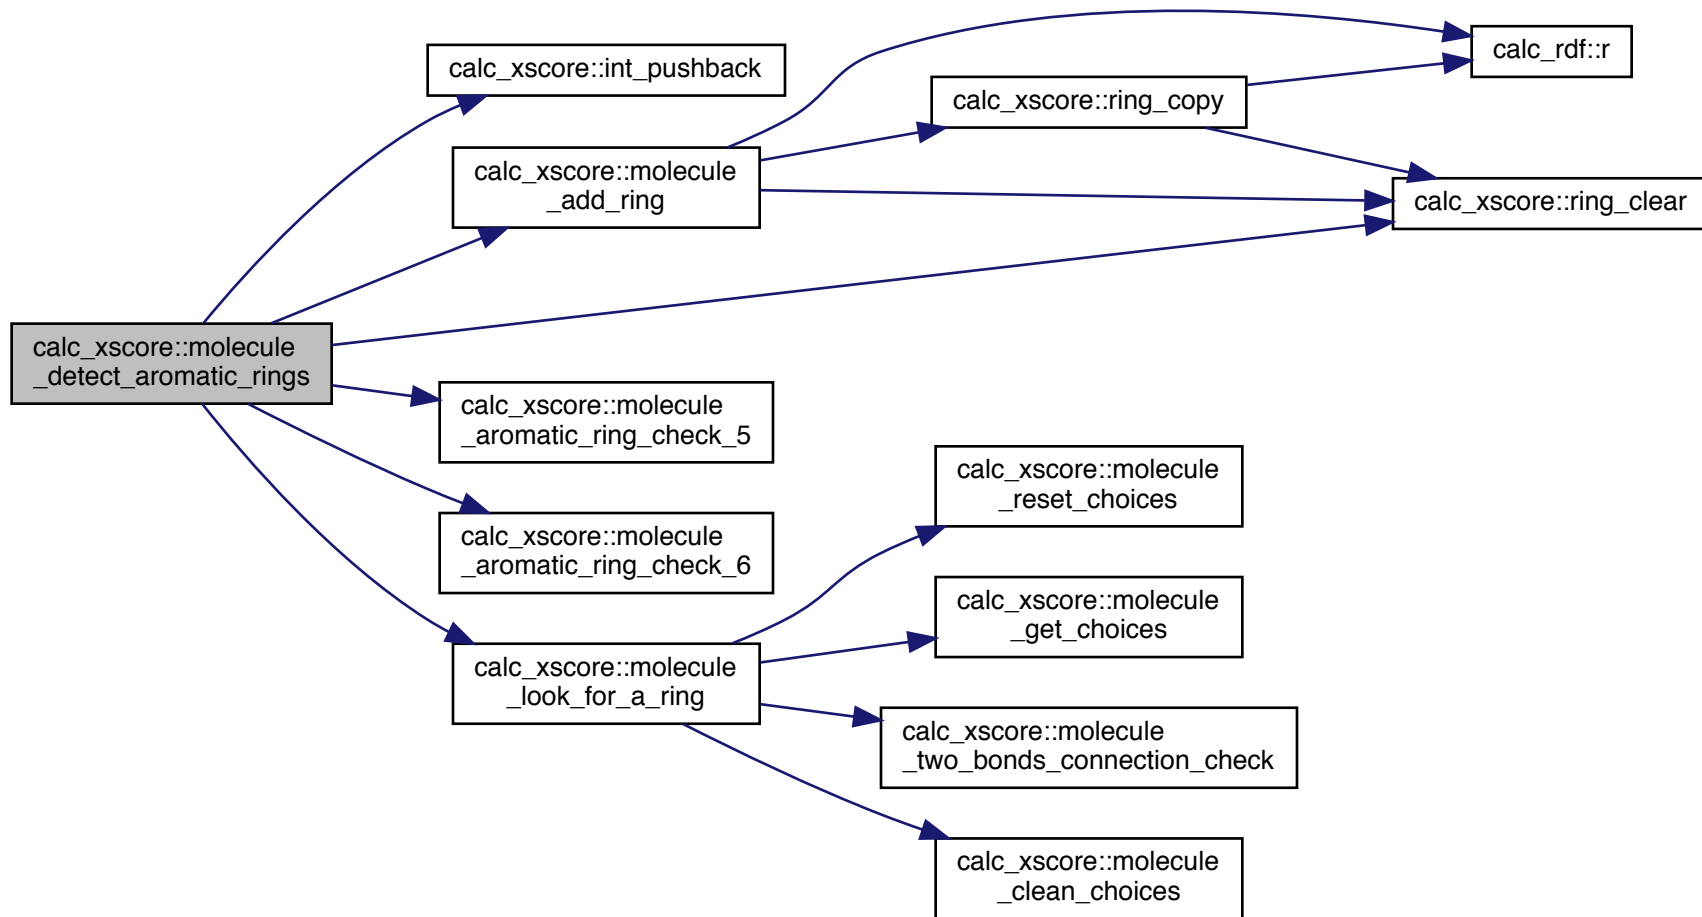 calc_xscore::int_pushback
calc_rdf::r
calc_xscore::ring_copy
calc_xscore::molecule
_add_ring
calc_xscore::ring_clear
calc_xscore::molecule
_detect_aromatic_rings
calc_xscore::molecule
_aromatic_ring_check_5
calc_xscore::molecule
_reset_choices
calc_xscore::molecule
_aromatic_ring_check_6
calc_xscore::molecule
_get_choices
calc_xscore::molecule
_look_for_a_ring
calc_xscore::molecule
_two_bonds_connection_check
calc_xscore::molecule
_clean_choices